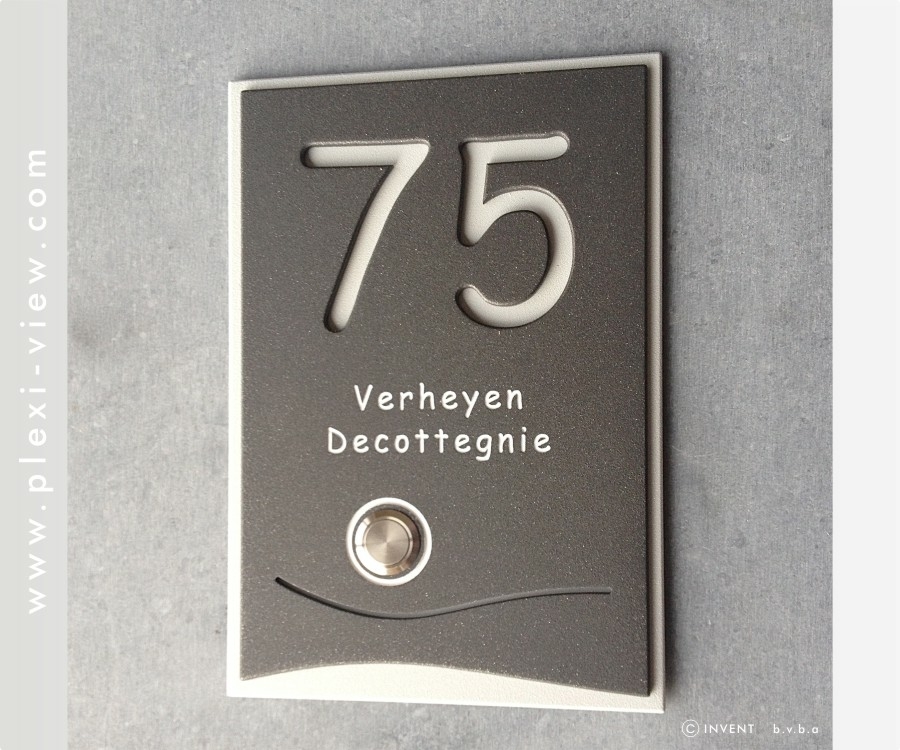 www.plexi-view.com
75
Verheyen
Decottegnie
© INVENT b.v.b.a